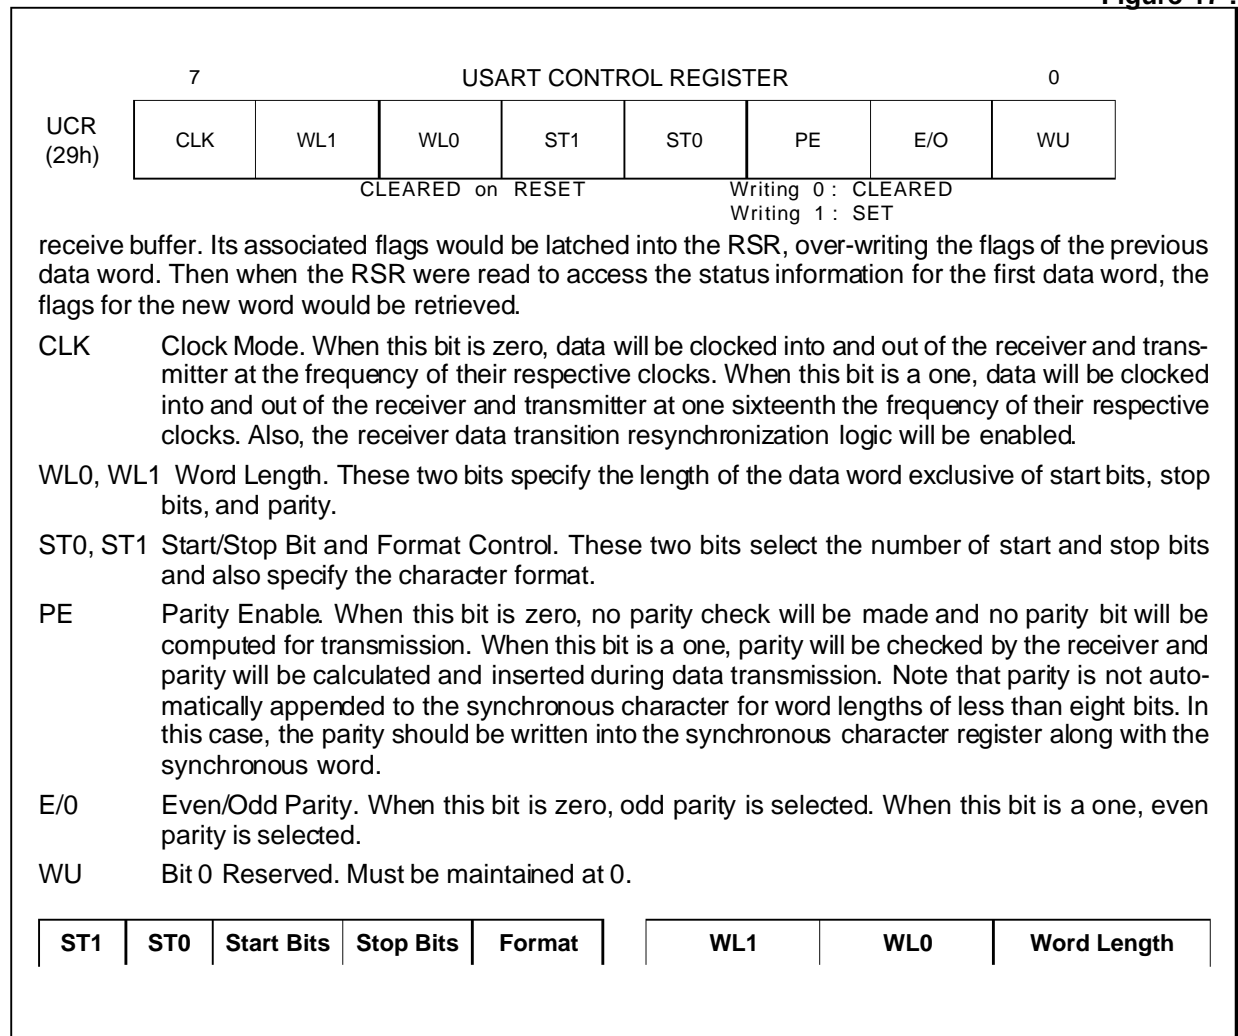 Figure 17 :
7 USART CONTROL REGISTER 0
UCR
(29h)
CLK WL1 WL0 ST1 ST0 PE E/O WU
CLEARED on RESET Writing 0 : CLEARED
Writing 1 : SET
receive buffer. Its associated flags would be latched into the RSR, over-writing the flags of the previous
data word. Then when the RSR were read to access the status information for the first data word, the
flags for the new word would be retrieved.
CLK Clock Mode. When this bit is zero, data will be clocked into and out of the receiver and trans-
mitter at the frequency of their respective clocks. When this bit is a one, data will be clocked
into and out of the receiver and transmitter at one sixteenth the frequency of their respective
clocks. Also, the receiver data transition resynchronization logic will be enabled.
WL0, WL1 Word Length. These two bits specify the length of the data word exclusive of start bits, stop
bits, and parity.
ST0, ST1 Start/Stop Bit and Format Control. These two bits select the number of start and stop bits
and also specify the character format.
PE Parity Enable. When this bit is zero, no parity check will be made and no parity bit will be
computed for transmission. When this bit is a one, parity will be checked by the receiver and
parity will be calculated and inserted during data transmission. Note that parity is not auto-
matically appended to the synchronous character for word lengths of less than eight bits. In
this case, the parity should be written into the synchronous character register along with the
synchronous word.
E/0 Even/Odd Parity. When this bit is zero, odd parity is selected. When this bit is a one, even
parity is selected.
WU Bit 0 Reserved. Must be maintained at 0.
ST1 ST0 Start Bits Stop Bits Format WL1 WL0 Word Length